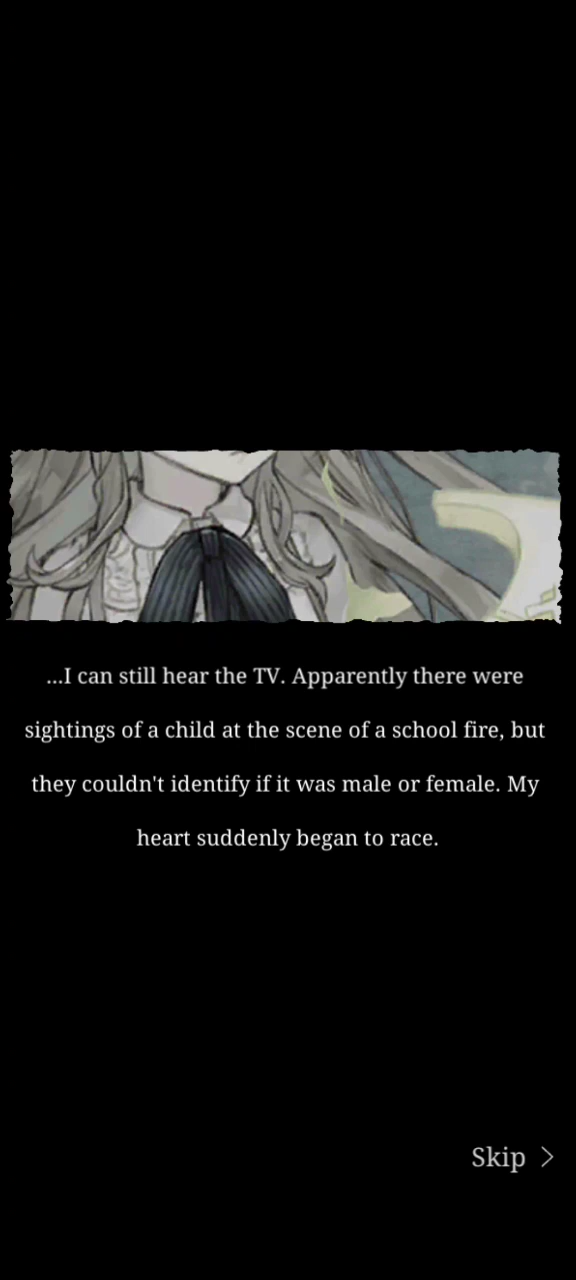 ...I can still hear the TV. Apparently there were
sightings of a child at the scene of a school fire, but
they couldn't identify if it was male or female. My
heart suddenly began to race.
Skip >